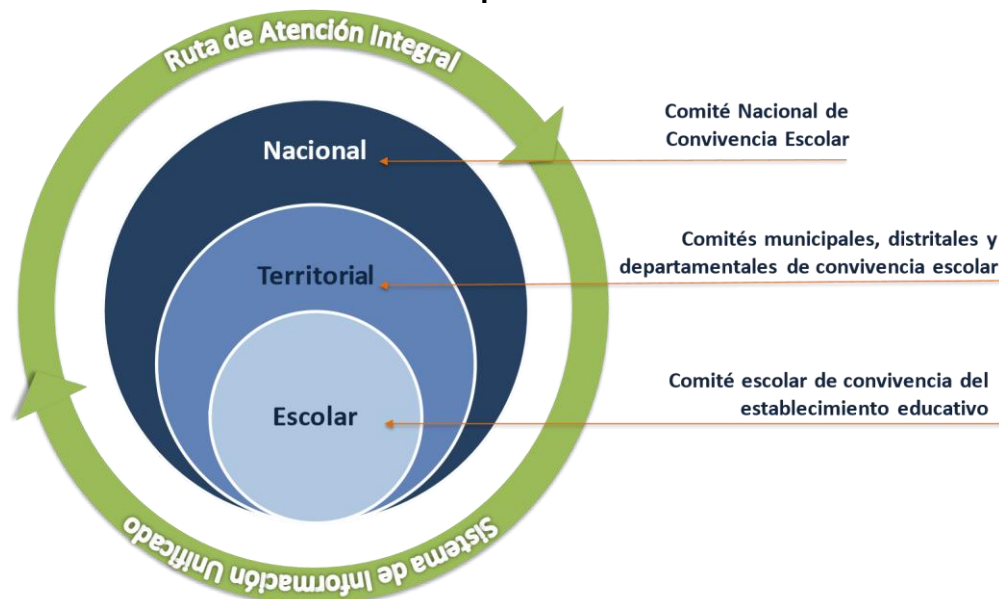 Ruta de Atención Integral
Nacional
Comité Nacional de
Convivencia Escolar
Territorial
Comités municipales, distritales y
departamentales de convivencia escolar
Escolar
Comité escolar de convivencia del
establecimiento educativo
Sistema de Información Unificado